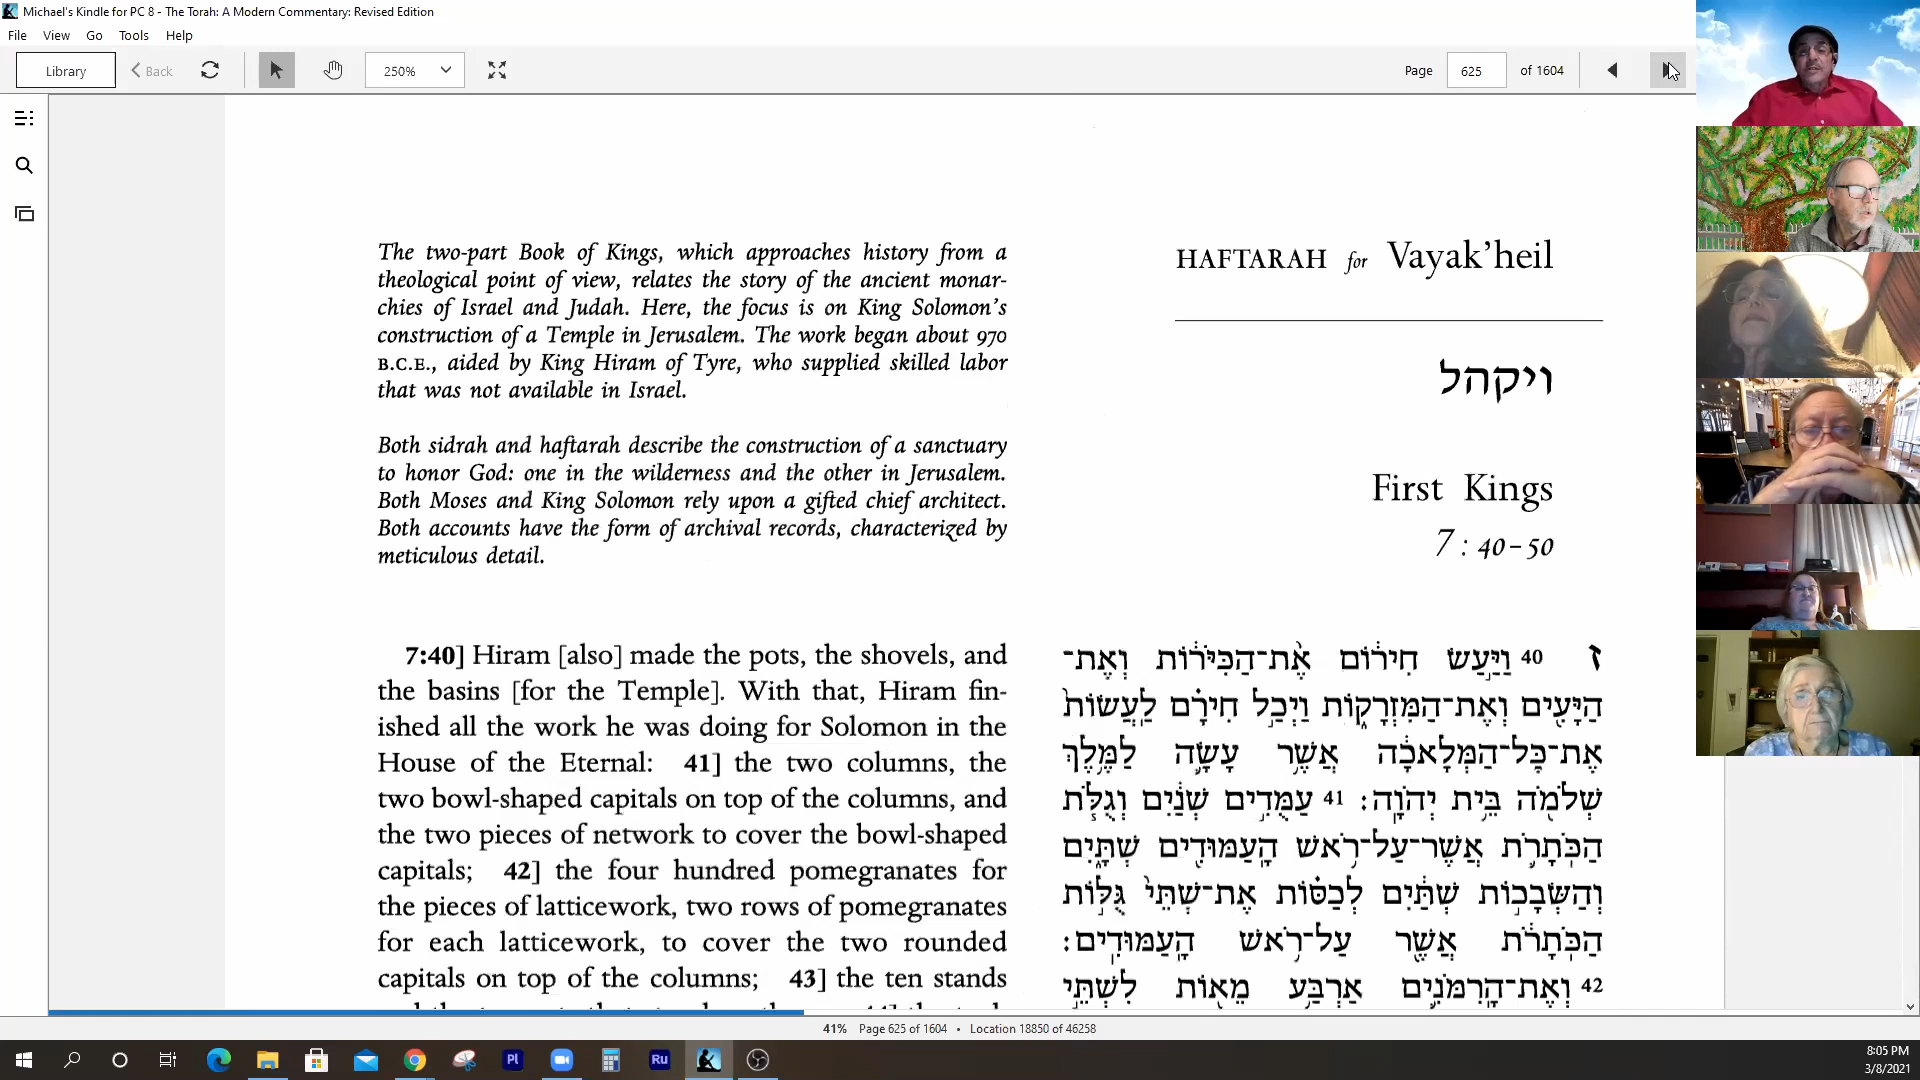 Michael's Kindle for PC 8 - The Torah: A Modern Commentary: Revised Edition
File View Go Tools Help
Library
Back
250%
Page 625 of 1604
The two-part Book of Kings, which approaches history from a
theological point of view, relates the story of the ancient monar-
chies of Israel and Judah. Here, the focus is on King Solomon's
construction of a Temple in Jerusalem. The work began about 970
B.C.E., aided by King Hiram of Tyre, who supplied skilled labor
that was not available in Israel.
Both sidrah and haftarah describe the construction of a sanctuary
to honor God: one in the wilderness and the other in Jerusalem.
Both Moses and King Solomon rely upon a gifted chief architect.
Both accounts have the form of archival records, characterized by
meticulous detail.
HAFTARAH for Vayak'heil
ויקהל
First Kings
7 : 40–50
7:40] Hiram [also] made the pots, the shovels, and
the basins [for the Temple]. With that, Hiram fin-
ished all the work he was doing for Solomon in the
House of the Eternal: 41] the two columns, the
two bowl-shaped capitals on top of the columns, and
the two pieces of network to cover the bowl-shaped
capitals; 42] the four hundred pomegranates for
the pieces of latticework, two rows of pomegranates
for each latticework, to cover the two rounded
capitals on top of the columns; 43] the ten stands
ז 40 וַיַּ֣עַשׂ חִיר֔וֹם אֶ֨ת־הַכִּיֹּר֔וֹת וְאֶת־
הַיָּעִ֖ים וְאֶת־הַמִּזְרָק֑וֹת וַיְכַ֣ל חִירָ֗ם לַעֲשׂוֹת֙
אֶת־כׇּל־הַמְּלָאכָ֔ה אֲשֶׁ֥ר עָשָׂ֛ה לַמֶּ֥לֶךְ
שְׁלֹמֹ֖ה בֵּ֥ית יְהֹוָֽה׃ 41 עַמֻּדִ֣ים שְׁנַ֔יִם וְגֻלֹּ֧ת
הַכֹּתָרֹ֛ת אֲשֶׁר־עַל־רֹ֥אשׁ הָעַמּוּדִ֖ים שְׁתָּ֑יִם
וְהַשְּׂבָכ֣וֹת שְׁתַּ֔יִם לְכַסּ֗וֹת אֶת־שְׁתֵּי֙ גֻּלּ֣וֹת
הַכֹּתָרֹ֔ת אֲשֶׁ֖ר עַל־רֹ֥אשׁ הָעַמּוּדִֽים׃
42 וְאֶת־הָרִמֹּנִ֛ים אַרְבַּ֥ע מֵא֖וֹת לִשְׁתֵּ֣י
41% Page 625 of 1604 • Location 18850 of 46258
Pl
Ru
8:05 PM
3/8/2021